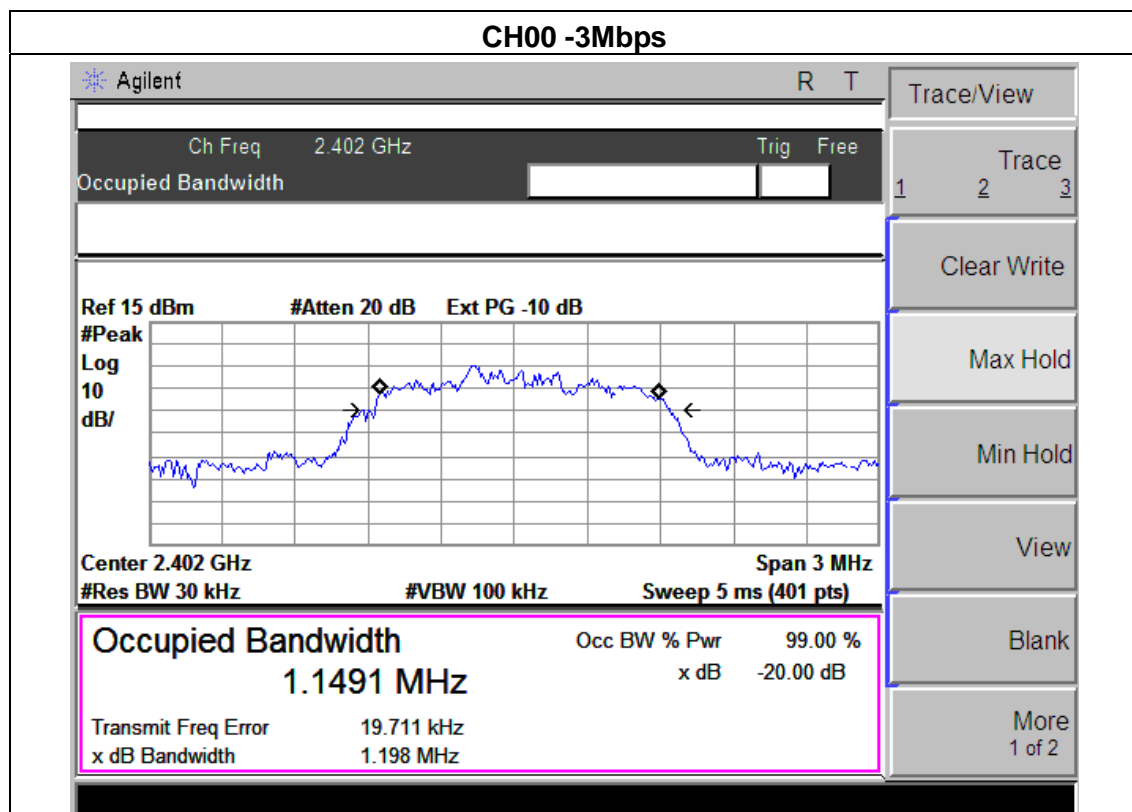 CH00 -3Mbps
Agilent R T
Ch Freq 2.402 GHz Trig Free
Occupied Bandwidth
Ref 15 dBm #Atten 20 dB Ext PG -10 dB
#Peak
Log
10
dB/
Center 2.402 GHz Span 3 MHz
#Res BW 30 kHz #VBW 100 kHz Sweep 5 ms (401 pts)
Occupied Bandwidth Occ BW % Pwr 99.00 %
1.1491 MHz x dB -20.00 dB
Transmit Freq Error 19.711 kHz
x dB Bandwidth 1.198 MHz
Trace/View
Trace
1 2 3
Clear Write
Max Hold
Min Hold
View
Blank
More
1 of 2